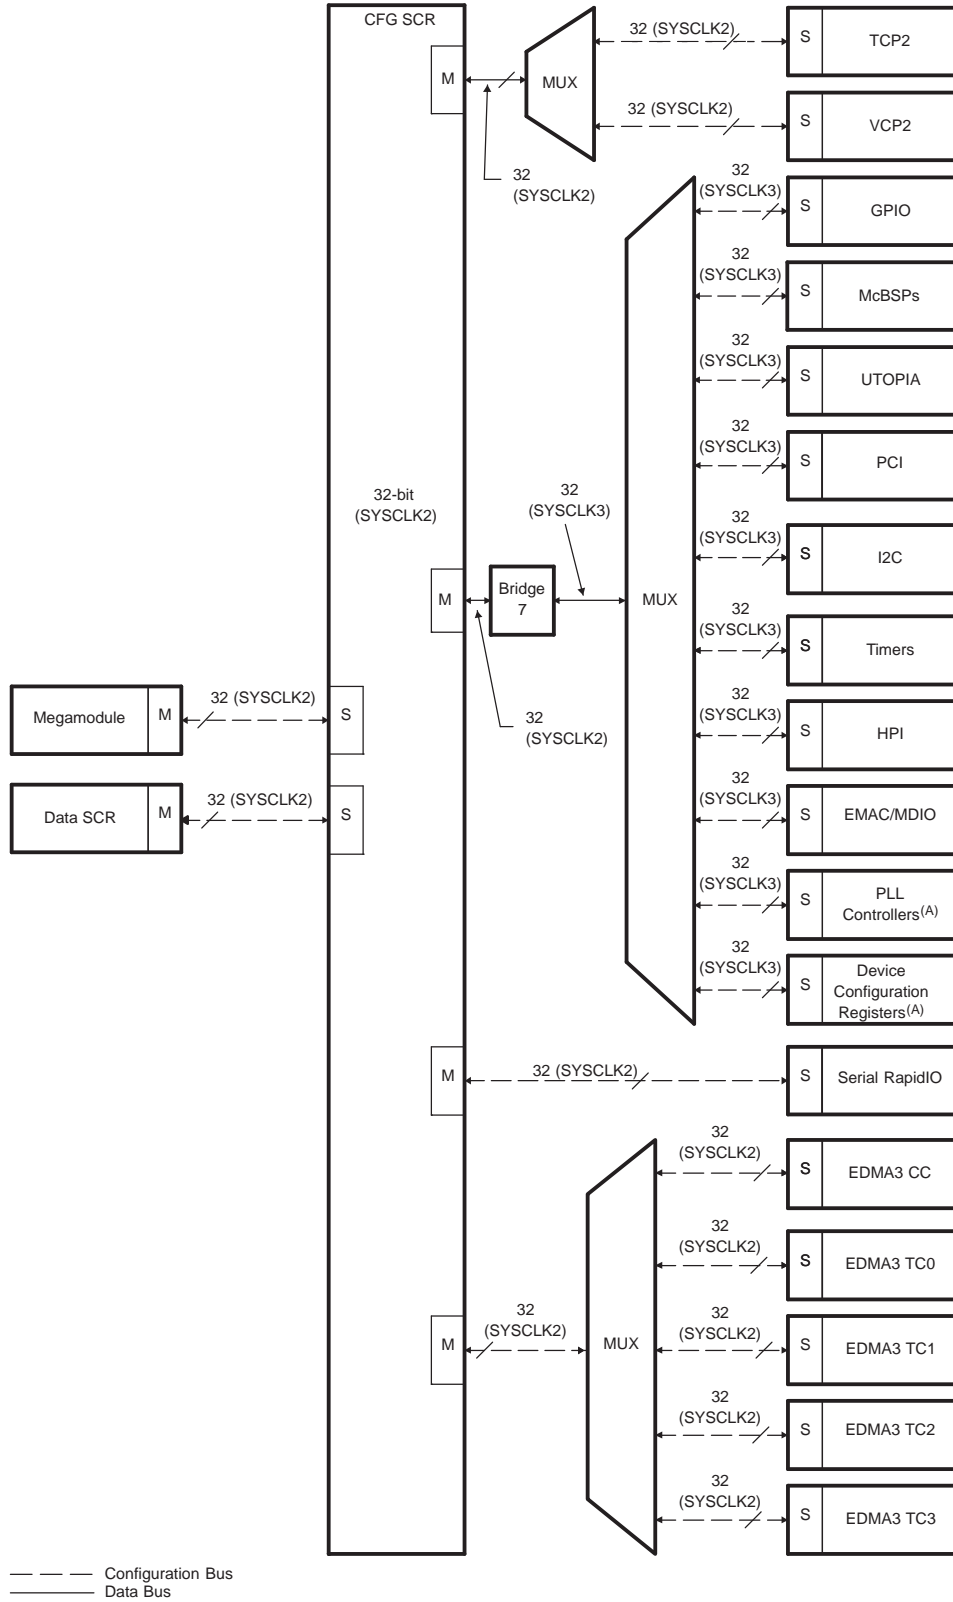 CFG SCR
M
32
(SYSCLK2)
MUX
32 (SYSCLK2)
S
TCP2
32 (SYSCLK2)
S
VCP2
32
(SYSCLK3)
S
GPIO
32
(SYSCLK3)
S
McBSPs
32
(SYSCLK3)
S
UTOPIA
32
(SYSCLK3)
S
PCI
32-bit
(SYSCLK2)
M
32
(SYSCLK2)
Bridge
7
32
(SYSCLK3)
MUX
32
(SYSCLK3)
S
I2C
32
(SYSCLK3)
S
Timers
32
(SYSCLK3)
S
HPI
32
(SYSCLK3)
S
EMAC/MDIO
32
(SYSCLK3)
S
PLL
Controllers(A)
32
(SYSCLK3)
S
Device
Configuration
Registers(A)
Megamodule
M
32 (SYSCLK2)
S
Data SCR
M
32 (SYSCLK2)
S
M
32 (SYSCLK2)
S
Serial RapidIO
M
32
(SYSCLK2)
MUX
32
(SYSCLK2)
S
EDMA3 CC
32
(SYSCLK2)
S
EDMA3 TC0
32
(SYSCLK2)
S
EDMA3 TC1
32
(SYSCLK2)
S
EDMA3 TC2
32
(SYSCLK2)
S
EDMA3 TC3
Configuration Bus
Data Bus